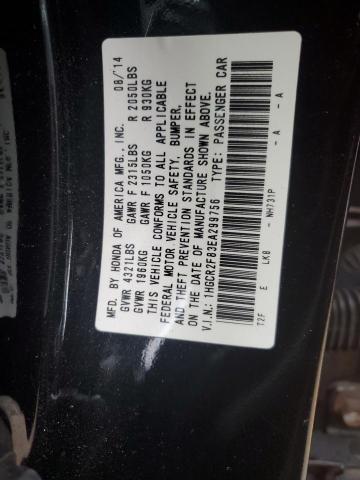 MFD. BY HONDA OF AMERICA MFG., INC. 08/'14
GVWR 4321LBS GAWR F 2315LBS R 2050LBS
GVWR 1960KG GAWR F 1050KG R 930KG
THIS VEHICLE CONFORMS TO ALL APPLICABLE
FEDERAL MOTOR VEHICLE SAFETY, BUMPER,
AND THEFT PREVENTION STANDARDS IN EFFECT
ON THE DATE OF MANUFACTURE SHOWN ABOVE.
V.I.N.: 1HGCR2F83EA299756 TYPE: PASSENGER CAR
T2F E LK0 NH731P - A - A